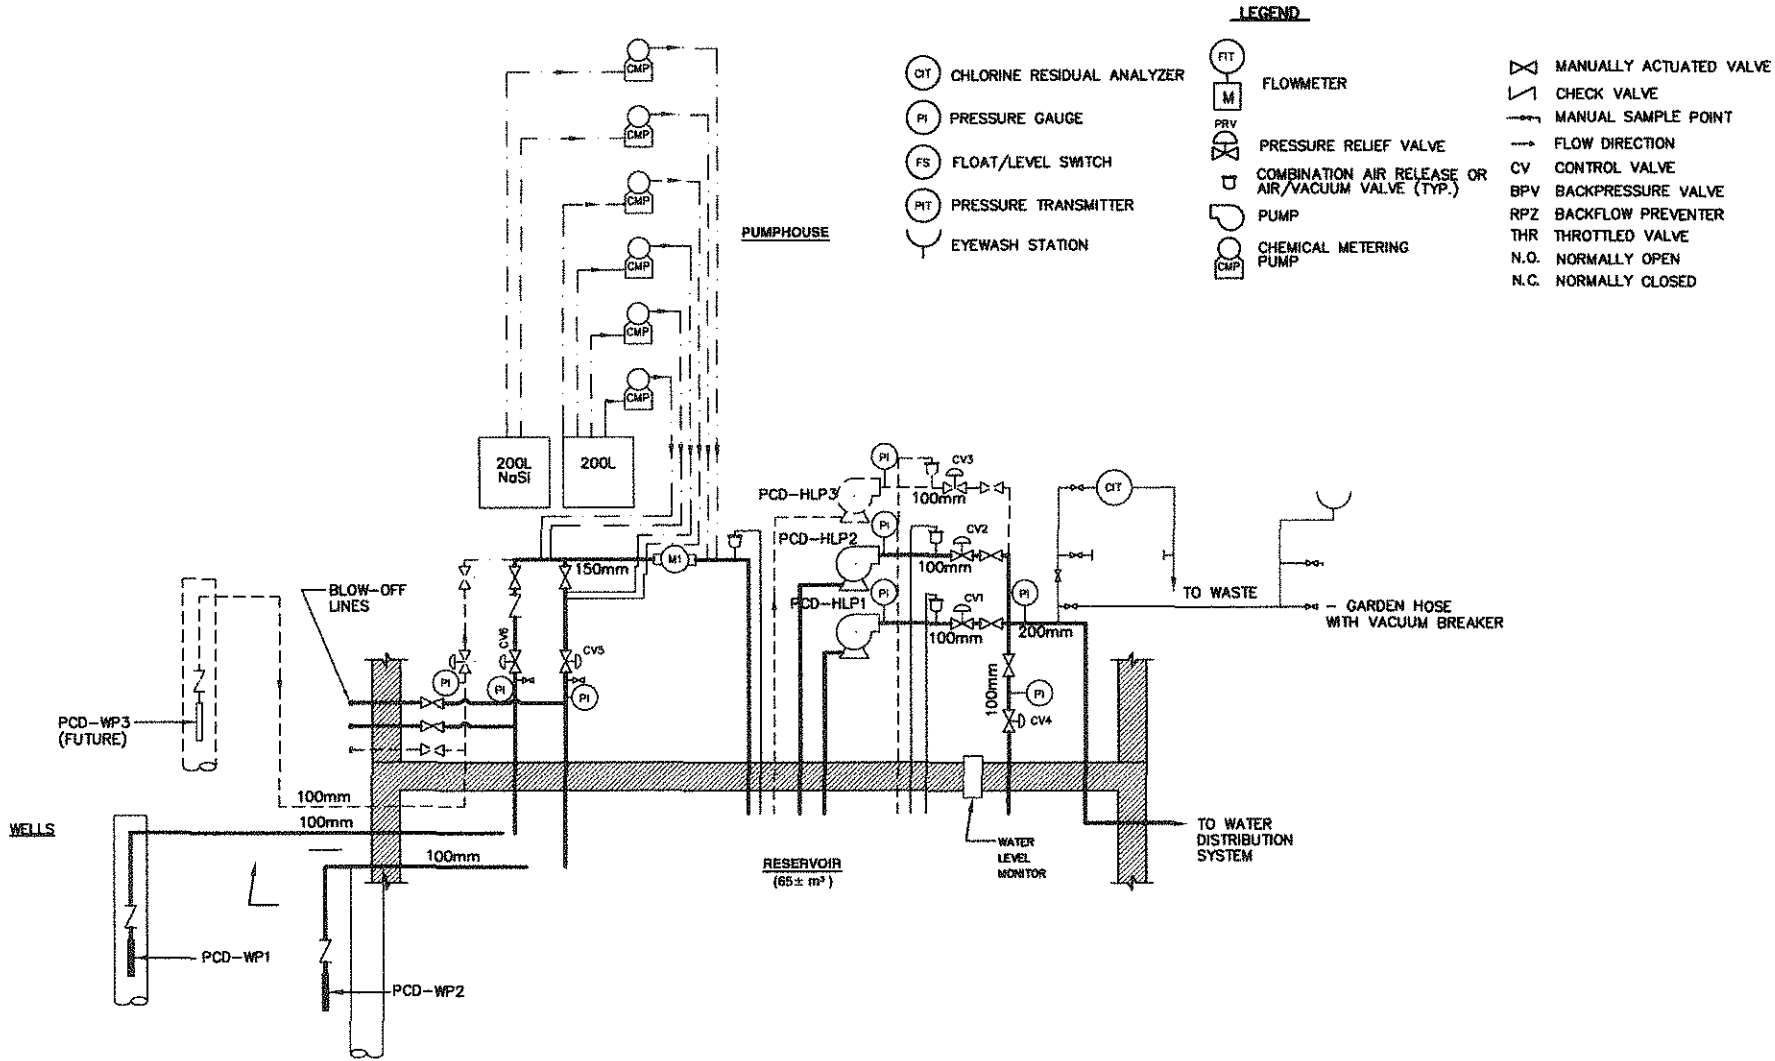 LEGEND
CIT CHLORINE RESIDUAL ANALYZER
PI PRESSURE GAUGE
FS FLOAT/LEVEL SWITCH
PIT PRESSURE TRANSMITTER
EYEWASH STATION
FIT
M
FLOWMETER
PRV
PRESSURE RELIEF VALVE
COMBINATION AIR RELEASE OR
AIR/VACUUM VALVE (TYP.)
PUMP
CMP
CHEMICAL METERING
PUMP
MANUALLY ACTUATED VALVE
CHECK VALVE
MANUAL SAMPLE POINT
FLOW DIRECTION
CV CONTROL VALVE
BPV BACKPRESSURE VALVE
RPZ BACKFLOW PREVENTER
THR THROTTLED VALVE
N.O. NORMALLY OPEN
N.C. NORMALLY CLOSED
CMP
CMP
CMP
CMP
CMP
CMP
PUMPHOUSE
200L
NaSi
200L
PI
CV3
PCD-HLP3
100mm
PI
CV2
PCD-HLP2
100mm
PI
CV1
PCD-HLP1
100mm
PI
200mm
CIT
TO WASTE
- GARDEN HOSE
WITH VACUUM BREAKER
M1
150mm
BLOW-OFF
LINES
CV6
CV5
PI
PI
PI
100mm
PI
CV4
PCD-WP3
(FUTURE)
100mm
WELLS
100mm
100mm
PCD-WP1
PCD-WP2
RESERVOIR
(65± m³)
WATER
LEVEL
MONITOR
TO WATER
DISTRIBUTION
SYSTEM